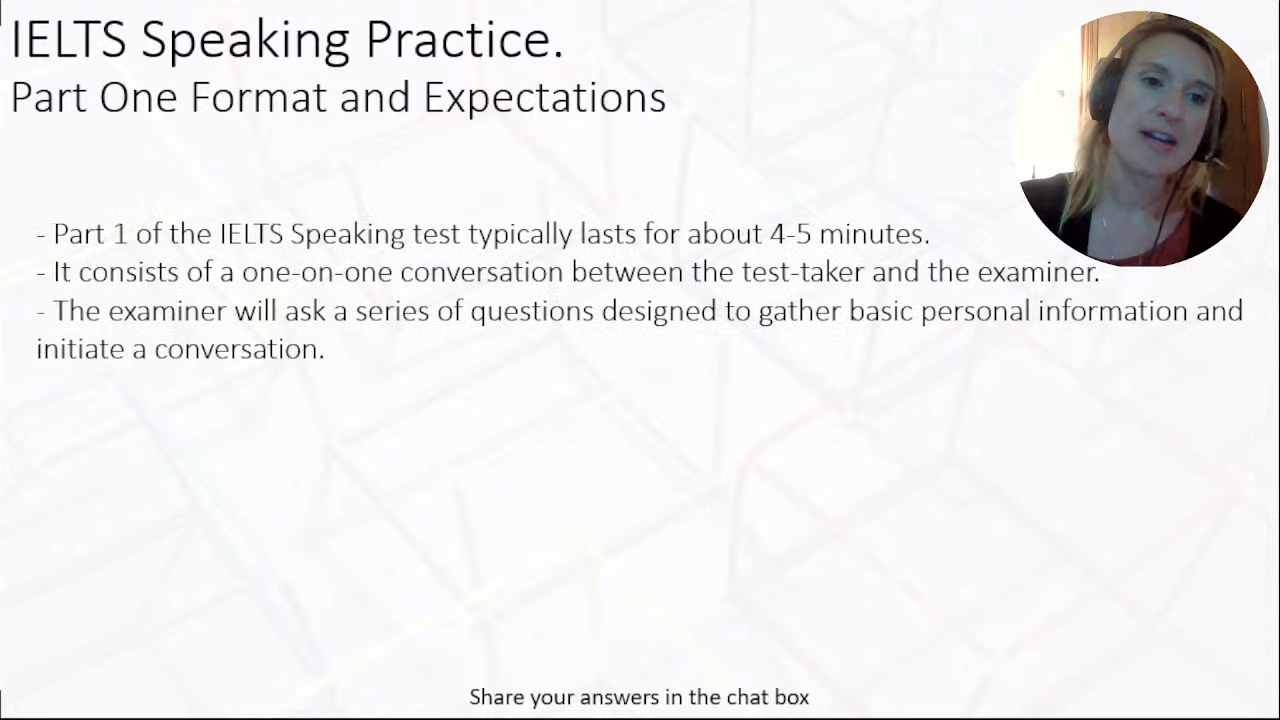 IELTS Speaking Practice.
Part One Format and Expectations
- Part 1 of the IELTS Speaking test typically lasts for about 4-5 minutes.
- It consists of a one-on-one conversation between the test-taker and the examiner.
- The examiner will ask a series of questions designed to gather basic personal information and
initiate a conversation.
Share your answers in the chat box